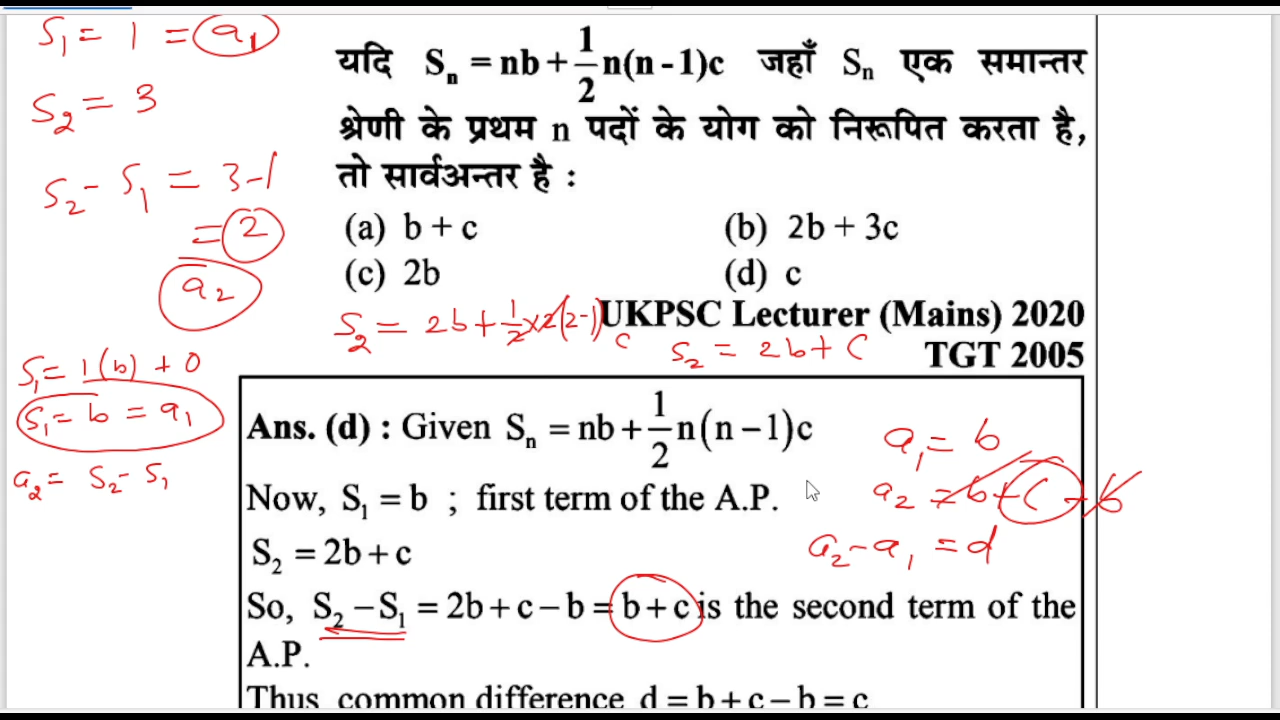 S₁ = 1 = a₁
S₂ = 3
S₂ - S₁ = 3-1
= 2
a₂
यदि Sₙ = nb + 1/2 n(n - 1)c जहाँ Sₙ एक समान्तर
श्रेणी के प्रथम n पदों के योग को निरूपित करता है,
तो सार्वअन्तर है :
(a) b + c (b) 2b + 3c
(c) 2b (d) c
UKPSC Lecturer (Mains) 2020
TGT 2005
S₂ = 2b + 1/2 × 2(2-1)c
S₂ = 2b + c
S₁ = 1(b) + 0
S₁ = b = a₁
a₂ = S₂ - S₁
Ans. (d) : Given Sₙ = nb + 1/2 n(n - 1)c
Now, S₁ = b ; first term of the A.P.
S₂ = 2b + c
So, S₂ - S₁ = 2b + c - b = b + c is the second term of the
A.P.
Thus common difference d = b + c - b = c
a₁ = b
a₂ = b + c - b
a₂ - a₁ = d